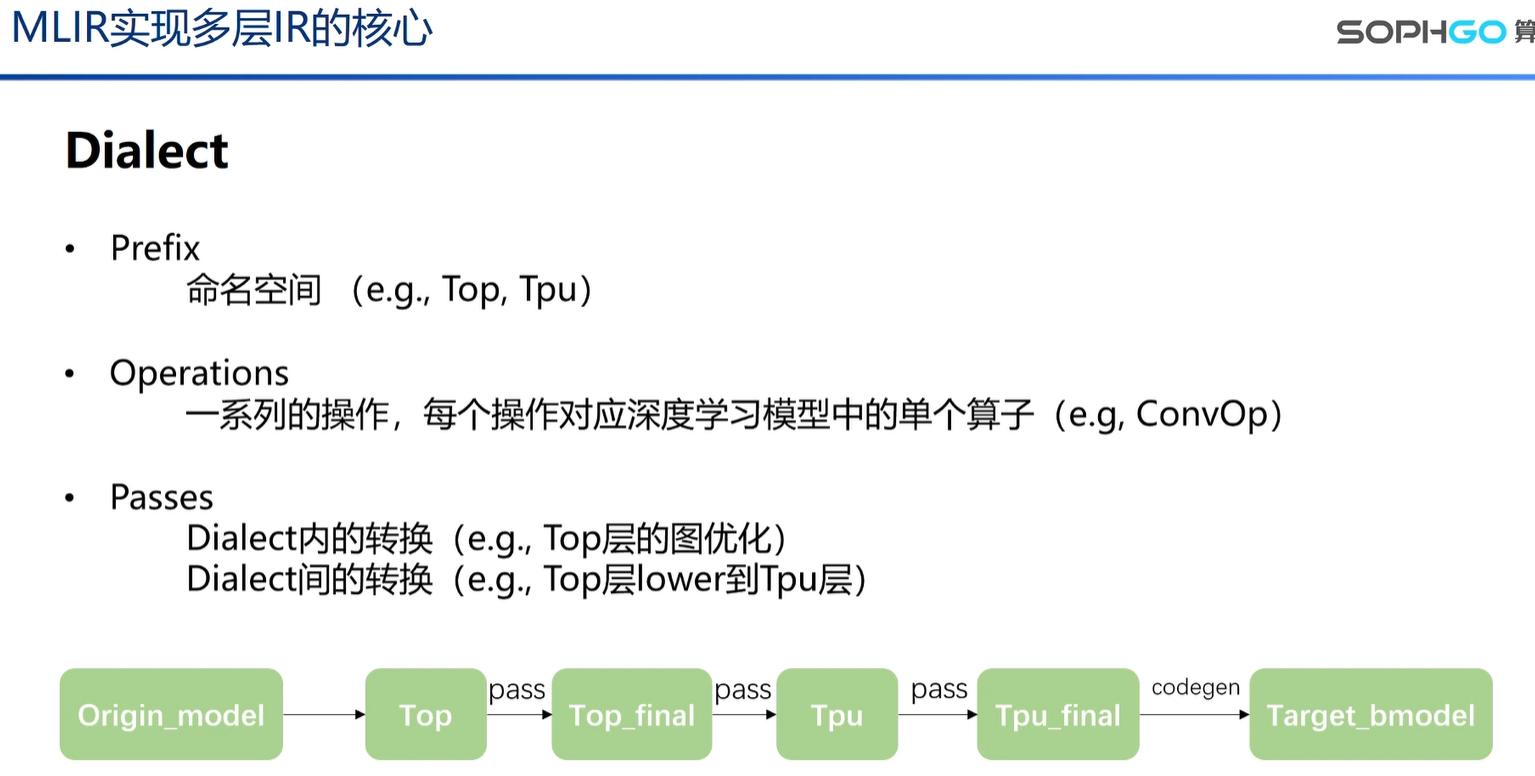 MLIR实现多层IR的核心
SOPHGO 算
Dialect
• Prefix
命名空间 （e.g., Top, Tpu）
• Operations
一系列的操作，每个操作对应深度学习模型中的单个算子（e.g, ConvOp）
• Passes
Dialect内的转换（e.g., Top层的图优化）
Dialect间的转换（e.g., Top层lower到Tpu层）
Origin_model Top pass Top_final pass Tpu pass Tpu_final codegen Target_bmodel